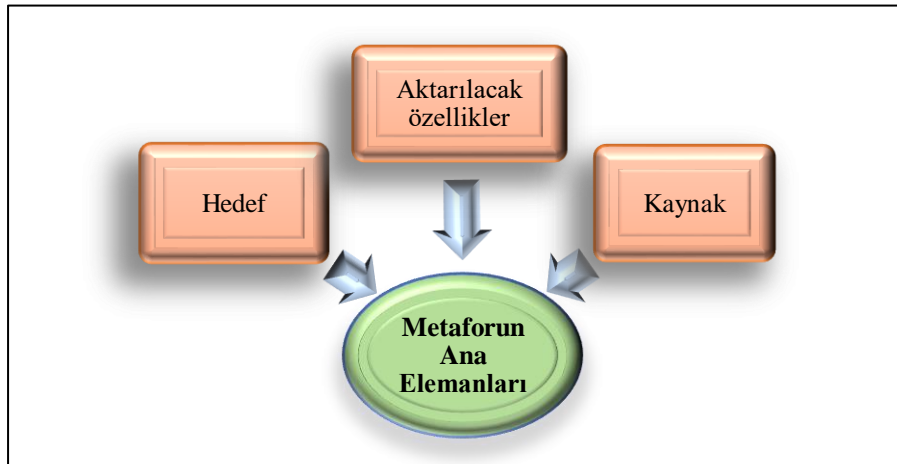 Aktarılacak
özellikler
Hedef
Kaynak
Metaforun
Ana
Elemanları